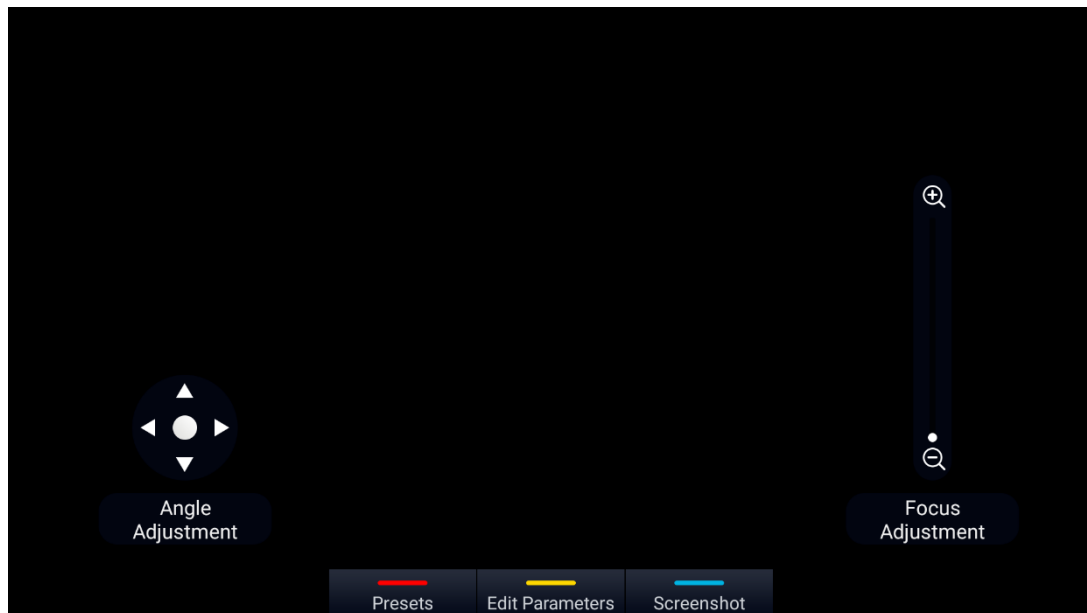 Angle
Adjustment
Focus
Adjustment
Presets
Edit Parameters
Screenshot